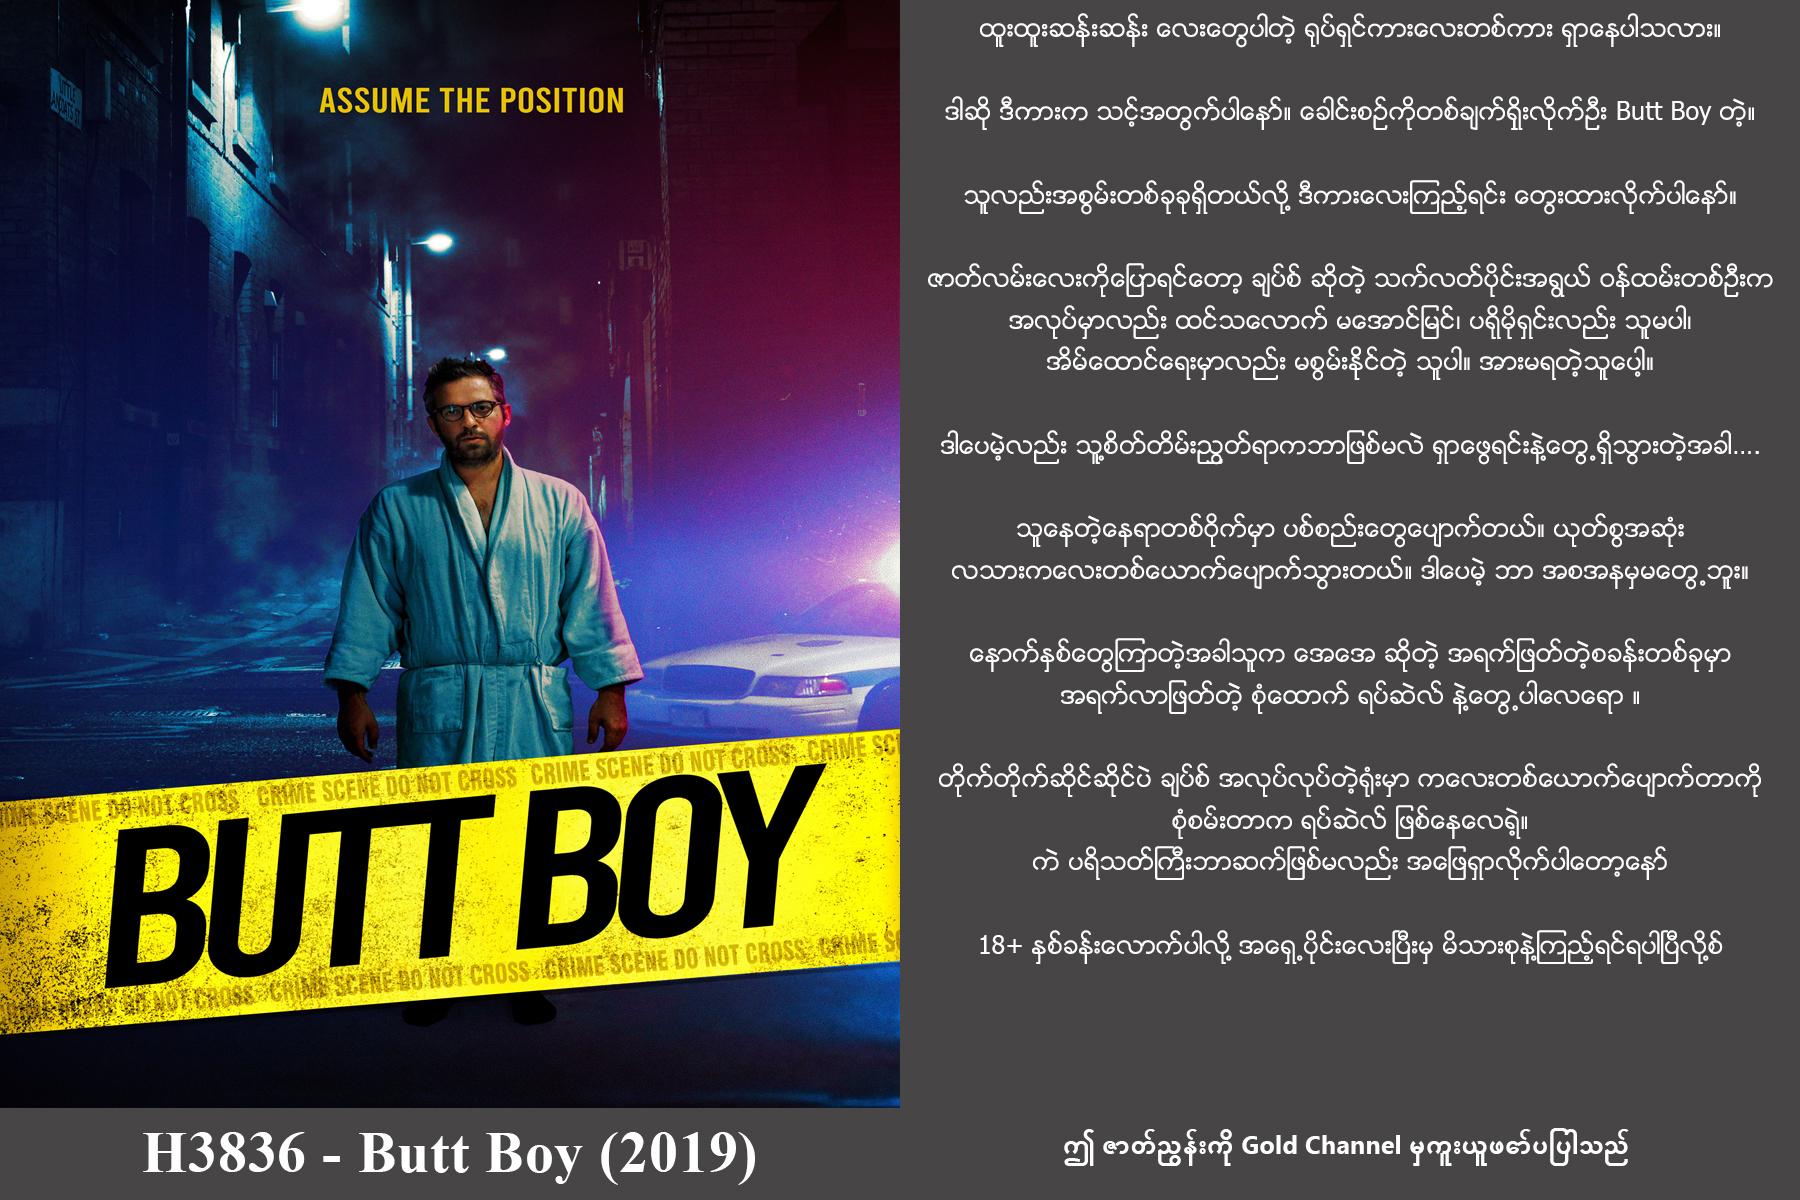 ASSUME THE POSITION
CRIME SCENE DO NOT CROSS CRIME SCENE DO NOT CROSS CRIME SC
BUTT BOY
DO NOT CROSS CRIME SCENE DO NOT CROSS CRIME SCENE DO NOT CROSS CRIME S
H3836 - Butt Boy (2019)
ထူးထူးဆန်းဆန်း လေးတွေပါတဲ့ ရုပ်ရှင်ကားလေးတစ်ကား ရှာနေပါသလား။
ဒါဆို ဒီကားက သင့်အတွက်ပါနော်။ ခေါင်းစဉ်ကိုတစ်ချက်ရှိုးလိုက်ဦး Butt Boy တဲ့။
သူလည်းအစွမ်းတစ်ခုခုရှိတယ်လို့ ဒီကားလေးကြည့်ရင်း တွေးထားလိုက်ပါနော်။
ဇာတ်လမ်းလေးကိုပြောရင်တော့ ချပ်စ် ဆိုတဲ့ သက်လတ်ပိုင်းအရွယ် ဝန်ထမ်းတစ်ဦးက
အလုပ်မှာလည်း ထင်သလောက် မအောင်မြင်၊ ပရိုမိုရှင်းလည်း သူမပါ၊
အိမ်ထောင်ရေးမှာလည်း မစွမ်းနိုင်တဲ့ သူပါ။ အားမရတဲ့သူပေ့ါ။
ဒါပေမဲ့လည်း သူ့စိတ်တိမ်းညွှတ်ရာကဘာဖြစ်မလဲ ရှာဖွေရင်းနဲ့တွေ့ရှိသွားတဲ့အခါ....
သူနေတဲ့နေရာတစ်ဝိုက်မှာ ပစ်စည်းတွေပျောက်တယ်။ ယုတ်စွအဆုံး
လသားကလေးတစ်ယောက်ပျောက်သွားတယ်။ ဒါပေမဲ့ ဘာ အစအနမှမတွေ့ဘူး။
နောက်နှစ်တွေကြာတဲ့အခါသူက အေအေ ဆိုတဲ့ အရက်ဖြတ်တဲ့စခန်းတစ်ခုမှာ
အရက်လာဖြတ်တဲ့ စုံထောက် ရပ်ဆဲလ် နဲ့တွေ့ပါလေရော ။
တိုက်တိုက်ဆိုင်ဆိုင်ပဲ ချပ်စ် အလုပ်လုပ်တဲ့ရုံးမှာ ကလေးတစ်ယောက်ပျောက်တာကို
စုံစမ်းတာက ရပ်ဆဲလ် ဖြစ်နေလေရဲ့။
ကဲ ပရိသတ်ကြီးဘာဆက်ဖြစ်မလည်း အဖြေရှာလိုက်ပါတော့နော်
18+ နှစ်ခန်းလောက်ပါလို့ အရှေ့ပိုင်းလေးပြီးမှ မိသားစုနဲ့ကြည့်ရင်ရပါပြီလို့စ်
ဤ ဇာတ်ညွှန်းကို Gold Channel မှကူးယူဖော်ပပြါသည်